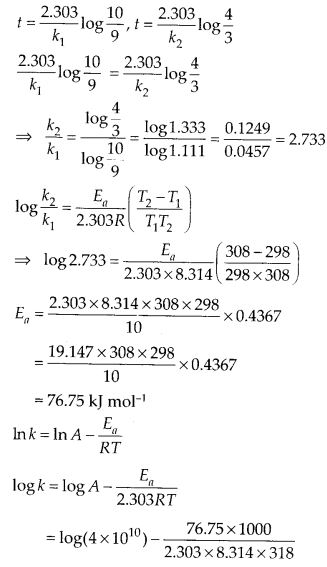 t = 2.303/k₁ log 10/9, t = 2.303/k₂ log 4/3
2.303/k₁ log 10/9 = 2.303/k₂ log 4/3
⇒ k₂/k₁ = log 4/3 / log 10/9 = log1.333/log1.111 = 0.1249/0.0457 = 2.733
log k₂/k₁ = Eₐ/2.303R (T₂ − T₁/T₁T₂)
⇒ log 2.733 = Eₐ/2.303 × 8.314 (308 − 298/298 × 308)
Eₐ = 2.303 × 8.314 × 308 × 298/10 × 0.4367
= 19.147 × 308 × 298/10 × 0.4367
= 76.75 kJ mol⁻¹
ln k = ln A − Eₐ/RT
log k = log A − Eₐ/2.303RT
= log(4 × 10¹⁰) − 76.75 × 1000/2.303 × 8.314 × 318